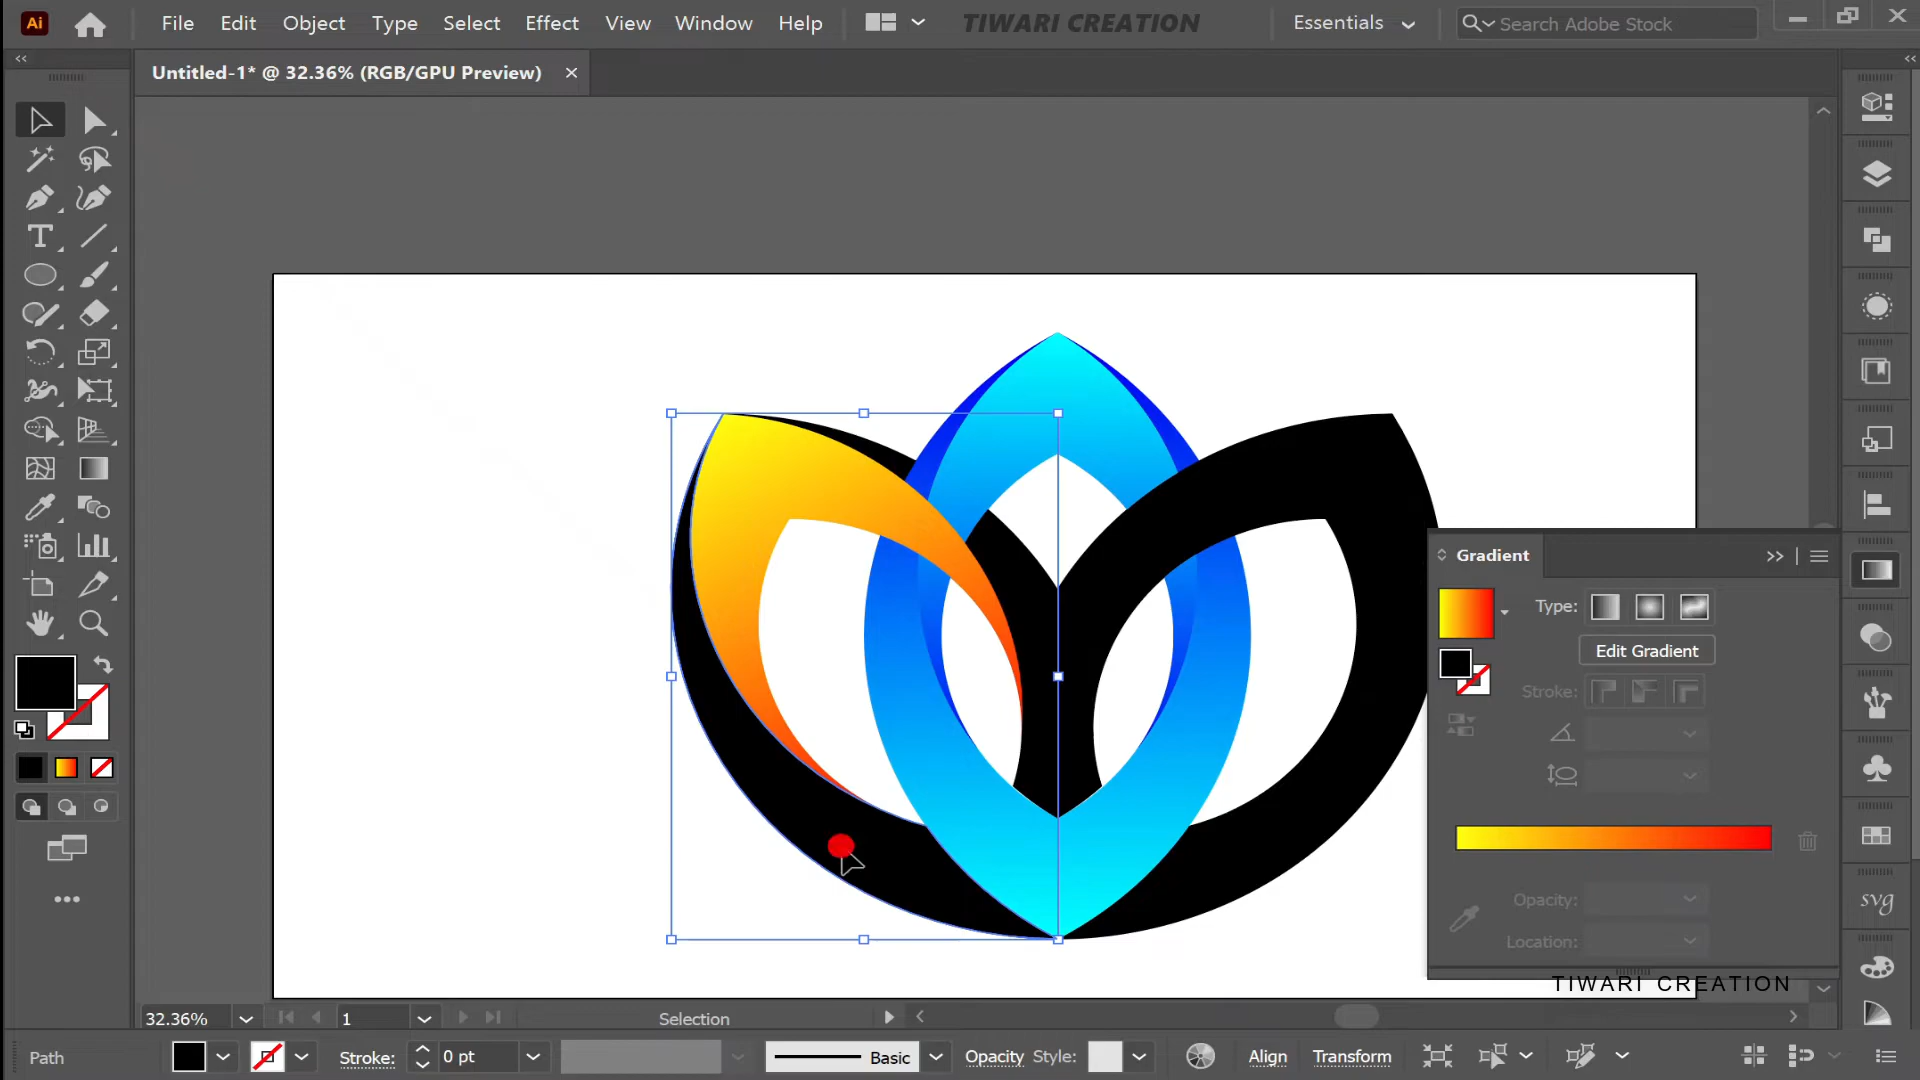 Ai File Edit Object Type Select Effect View Window Help TIWARI CREATION Essentials Search Adobe Stock
Untitled-1* @ 32.36% (RGB/GPU Preview)
Gradient
Type:
Edit Gradient
Stroke:
Opacity:
Location:
svg
TIWARI CREATION
32.36% 1 Selection
Path Stroke: 0 pt Basic Opacity Style: Align Transform